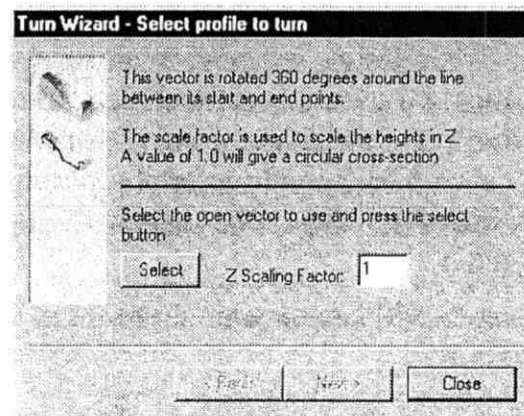 Turn Wizard - Select profile to turn
This vector is rotated 360 degrees around the line
between its start and end points.
The scale factor is used to scale the heights in Z.
A value of 1.0 will give a circular cross-section
Select the open vector to use and press the select
button
Select Z Scaling Factor: 1
Next > Close